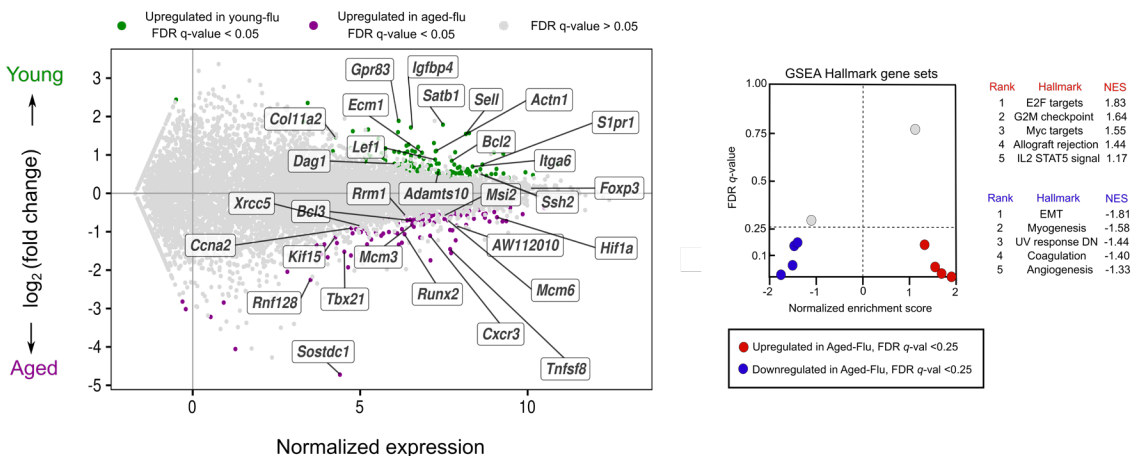 Upregulated in young-flu
FDR q-value < 0.05
Upregulated in aged-flu
FDR q-value < 0.05
FDR q-value > 0.05
Young
log2 (fold change)
Aged
3
2
1
0
-1
-2
-3
-4
-5
Gpr83
Igfbp4
Satb1
Sell
Actn1
Ecm1
Col11a2
S1pr1
Lef1
Bcl2
Dag1
Itga6
Rrm1
Adamts10
Msi2
Foxp3
Xrcc5
Bcl3
Ssh2
Ccna2
Kif15
Mcm3
AW112010
Hif1a
Rnf128
Tbx21
Runx2
Mcm6
Cxcr3
Sostdc1
Tnfsf8
0
5
10
Normalized expression
GSEA Hallmark gene sets
FDR q-value
1.00
0.75
0.5
0.25
0.1
-2
-1
0
1
2
Normalized enrichment score
Upregulated in Aged-Flu, FDR q-val <0.25
Downregulated in Aged-Flu, FDR q-val <0.25
Rank Hallmark NES
1 E2F targets 1.83
2 G2M checkpoint 1.64
3 Myc targets 1.55
4 Allograft rejection 1.44
5 IL2 STAT5 signal 1.17
Rank Hallmark NES
1 EMT -1.81
2 Myogenesis -1.58
3 UV response DN -1.44
4 Coagulation -1.40
5 Angiogenesis -1.33